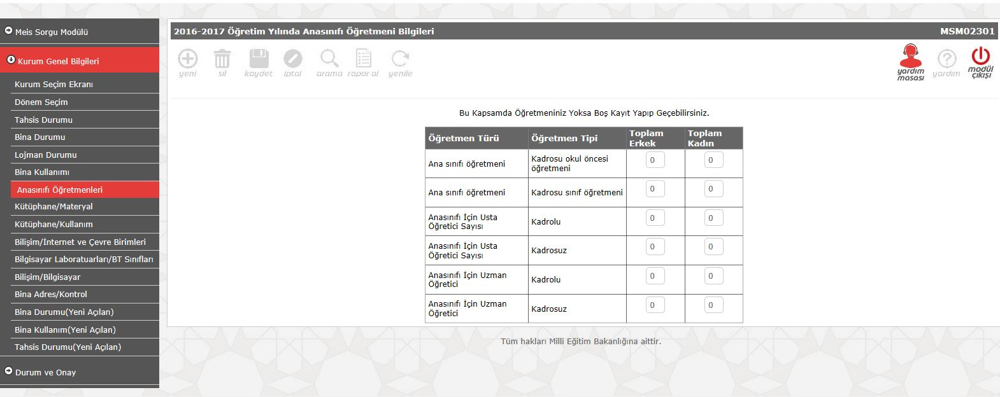 Meis Sorgu Modülü
Kurum Genel Bilgileri
Kurum Seçim Ekranı
Dönem Seçim
Tahsis Durumu
Bina Durumu
Lojman Durumu
Bina Kullanımı
Anasınıfı Öğretmenleri
Kütüphane/Materyal
Kütüphane/Kullanım
Bilişim/İnternet ve Çevre Birimleri
Bilgisayar Laboratuarları/BT Sınıfları
Bilişim/Bilgisayar
Bina Adres/Kontrol
Bina Durumu(Yeni Açılan)
Bina Kullanım(Yeni Açılan)
Tahsis Durumu(Yeni Açılan)
Durum ve Onay
2016-2017 Öğretim Yılında Anasınıfı Öğretmeni Bilgileri MSM02301
yeni sil kaydet iptal arama rapor al yenile
yardım masası yardım modül çıkışı
Bu Kapsamda Öğretmeniniz Yoksa Boş Kayıt Yapıp Geçebilirsiniz.
Öğretmen Türü Öğretmen Tipi Toplam Erkek Toplam Kadın
Ana sınıfı öğretmeni Kadrosu okul öncesi öğretmeni 0 0
Ana sınıfı öğretmeni Kadrosu sınıf öğretmeni 0 0
Anasınıfı İçin Usta Öğretici Sayısı Kadrolu 0 0
Anasınıfı İçin Usta Öğretici Sayısı Kadrosuz 0 0
Anasınıfı İçin Uzman Öğretici Kadrolu 0 0
Anasınıfı İçin Uzman Öğretici Kadrosuz 0 0
Tüm hakları Milli Eğitim Bakanlığına aittir.